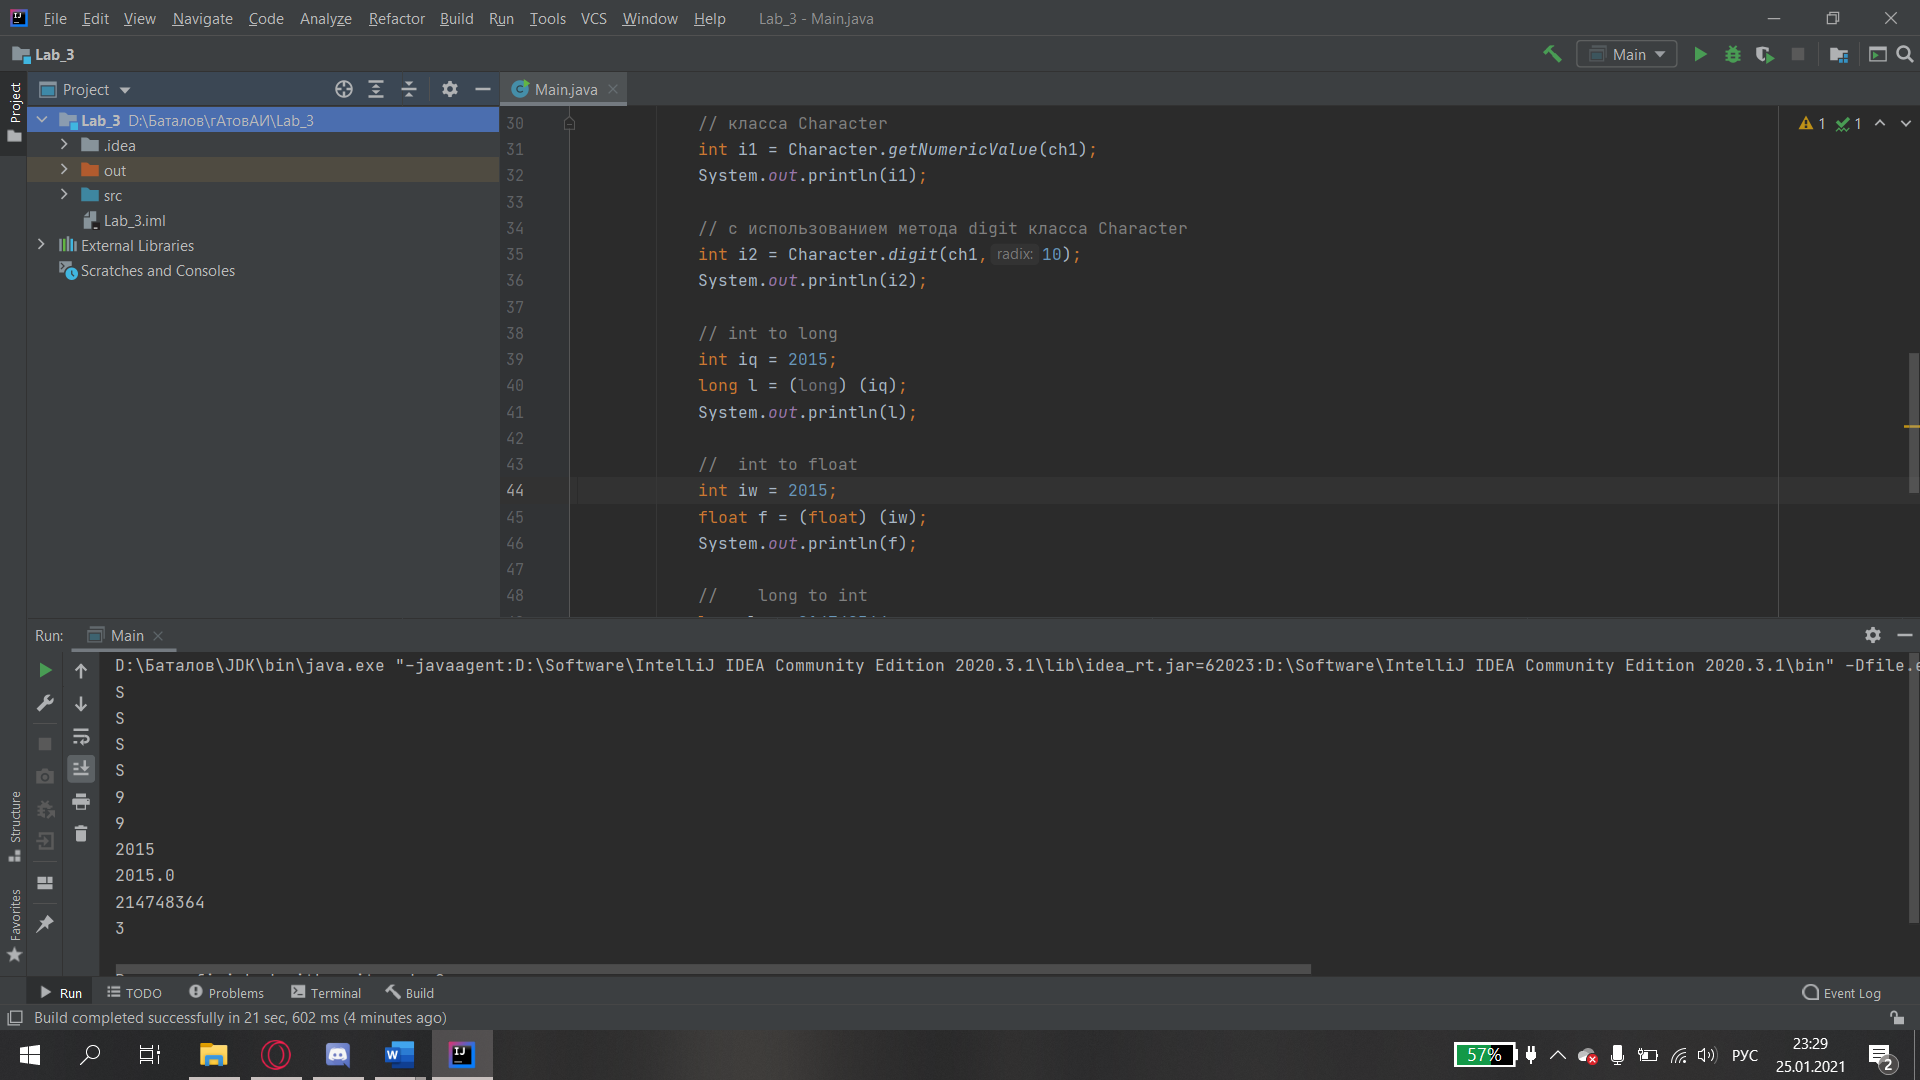 File Edit View Navigate Code Analyze Refactor Build Run Tools VCS Window Help Lab_3 - Main.java
Lab_3
Main
Project
Project
Main.java
Lab_3 D:\Баталов\гАтовАИ\Lab_3
.idea
out
src
Lab_3.iml
External Libraries
Scratches and Consoles
1 1
30 // класса Character
31 int i1 = Character.getNumericValue(ch1);
32 System.out.println(i1);
33
34 // с использованием метода digit класса Character
35 int i2 = Character.digit(ch1, radix: 10);
36 System.out.println(i2);
37
38 // int to long
39 int iq = 2015;
40 long l = (long) (iq);
41 System.out.println(l);
42
43 //  int to float
44 int iw = 2015;
45 float f = (float) (iw);
46 System.out.println(f);
47
48 //    long to int
Run: Main
D:\Баталов\JDK\bin\java.exe "-javaagent:D:\Software\IntelliJ IDEA Community Edition 2020.3.1\lib\idea_rt.jar=62023:D:\Software\IntelliJ IDEA Community Edition 2020.3.1\bin" -Dfile.e
S
S
S
S
9
9
2015
2015.0
214748364
3
Structure
Favorites
Run TODO Problems Terminal Build Event Log
Build completed successfully in 21 sec, 602 ms (4 minutes ago)
57% РУС 23:29
25.01.2021
2